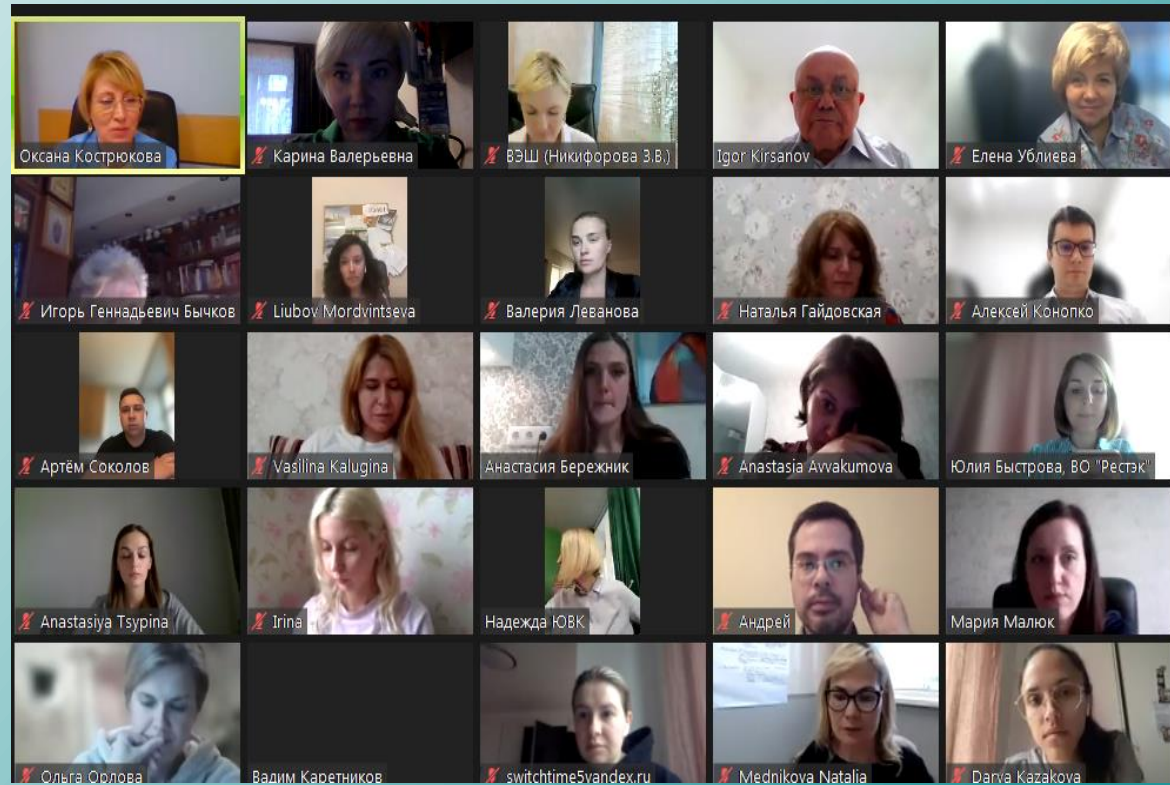 Оксана Кострюкова
Карина Валерьевна
ВЭШ (Никифорова З.В.)
Igor Kirsanov
Елена Ублиева
Игорь Геннадьевич Бычков
Liubov Mordvintseva
Валерия Леванова
Наталья Гайдовская
Алексей Конопко
Артём Соколов
Vasilina Kalugina
Анастасия Бережник
Anastasia Avvakumova
Юлия Быстрова, ВО "Рестэк"
Anastasiya Tsypina
Irina
Надежда ЮВК
Андрей
Мария Малюк
Ольга Орлова
Вадим Каретников
switchtime5yandex.ru
Mednikova Natalia
Darya Kazakova